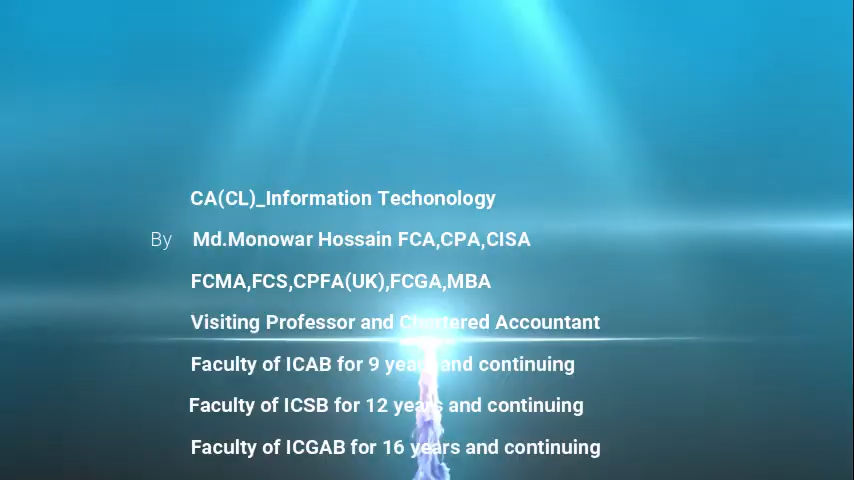 CA(CL)_Information Techonology
By Md.Monowar Hossain FCA,CPA,CISA
FCMA,FCS,CPFA(UK),FCGA,MBA
Visiting Professor and Chartered Accountant
Faculty of ICAB for 9 years and continuing
Faculty of ICSB for 12 years and continuing
Faculty of ICGAB for 16 years and continuing